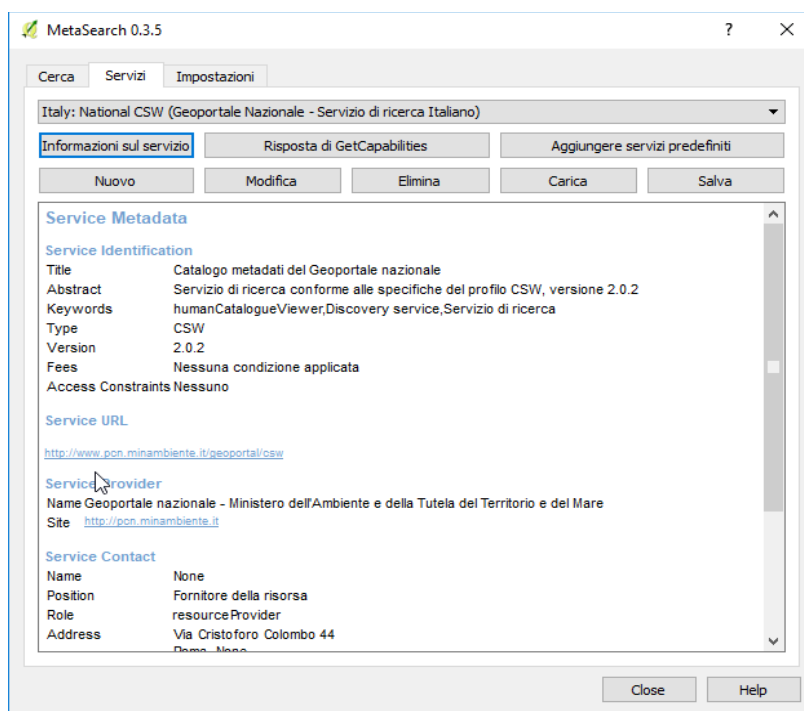 MetaSearch 0.3.5
Cerca Servizi Impostazioni
Italy: National CSW (Geoportale Nazionale - Servizio di ricerca Italiano)
Informazioni sul servizio Risposta di GetCapabilities Aggiungere servizi predefiniti
Nuovo Modifica Elimina Carica Salva
Service Metadata
Service Identification
Title Catalogo metadati del Geoportale nazionale
Abstract Servizio di ricerca conforme alle specifiche del profilo CSW, versione 2.0.2
Keywords humanCatalogueViewer,Discovery service,Servizio di ricerca
Type CSW
Version 2.0.2
Fees Nessuna condizione applicata
Access Constraints Nessuno
Service URL
http://www.pcn.minambiente.it/geoportal/csw
Service Provider
Name Geoportale nazionale - Ministero dell'Ambiente e della Tutela del Territorio e del Mare
Site http://pcn.minambiente.it
Service Contact
Name None
Position Fornitore della risorsa
Role resourceProvider
Address Via Cristoforo Colombo 44
Roma, None
Close Help